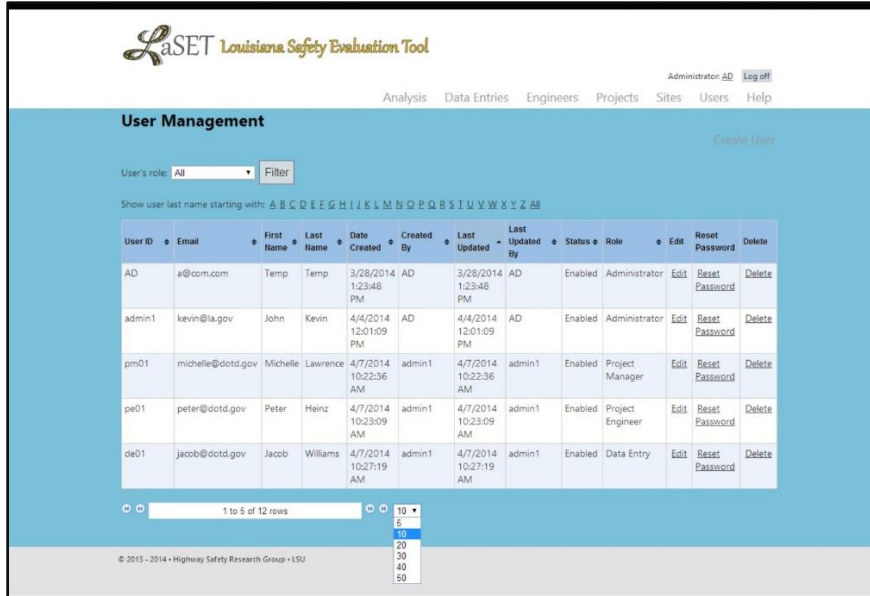 LaSET Louisiana Safety Evaluation Tool
Administrator: AD Log off
Analysis Data Entries Engineers Projects Sites Users Help
User Management
Create User
User's role: All Filter
Show user last name starting with: A B C D E F G H I J K L M N O P Q R S T U V W X Y Z All
User ID Email First Name Last Name Date Created Created By Last Updated Last Updated By Status Role Edit Reset Password Delete
AD a@com.com Temp Temp 3/28/2014 1:23:48 PM AD 3/28/2014 1:23:48 PM AD Enabled Administrator Edit Reset Password Delete
admin1 kevin@la.gov John Kevin 4/4/2014 12:01:09 PM AD 4/4/2014 12:01:09 PM AD Enabled Administrator Edit Reset Password Delete
pm01 michelle@dotd.gov Michelle Lawrence 4/7/2014 10:22:36 AM admin1 4/7/2014 10:22:36 AM admin1 Enabled Project Manager Edit Reset Password Delete
pe01 peter@dotd.gov Peter Heinz 4/7/2014 10:23:09 AM admin1 4/7/2014 10:23:09 AM admin1 Enabled Project Engineer Edit Reset Password Delete
de01 jacob@dotd.gov Jacob Williams 4/7/2014 10:27:19 AM admin1 4/7/2014 10:27:19 AM admin1 Enabled Data Entry Edit Reset Password Delete
1 to 5 of 12 rows 10
5
10
20
30
40
50
© 2013 - 2014 • Highway Safety Research Group • LSU